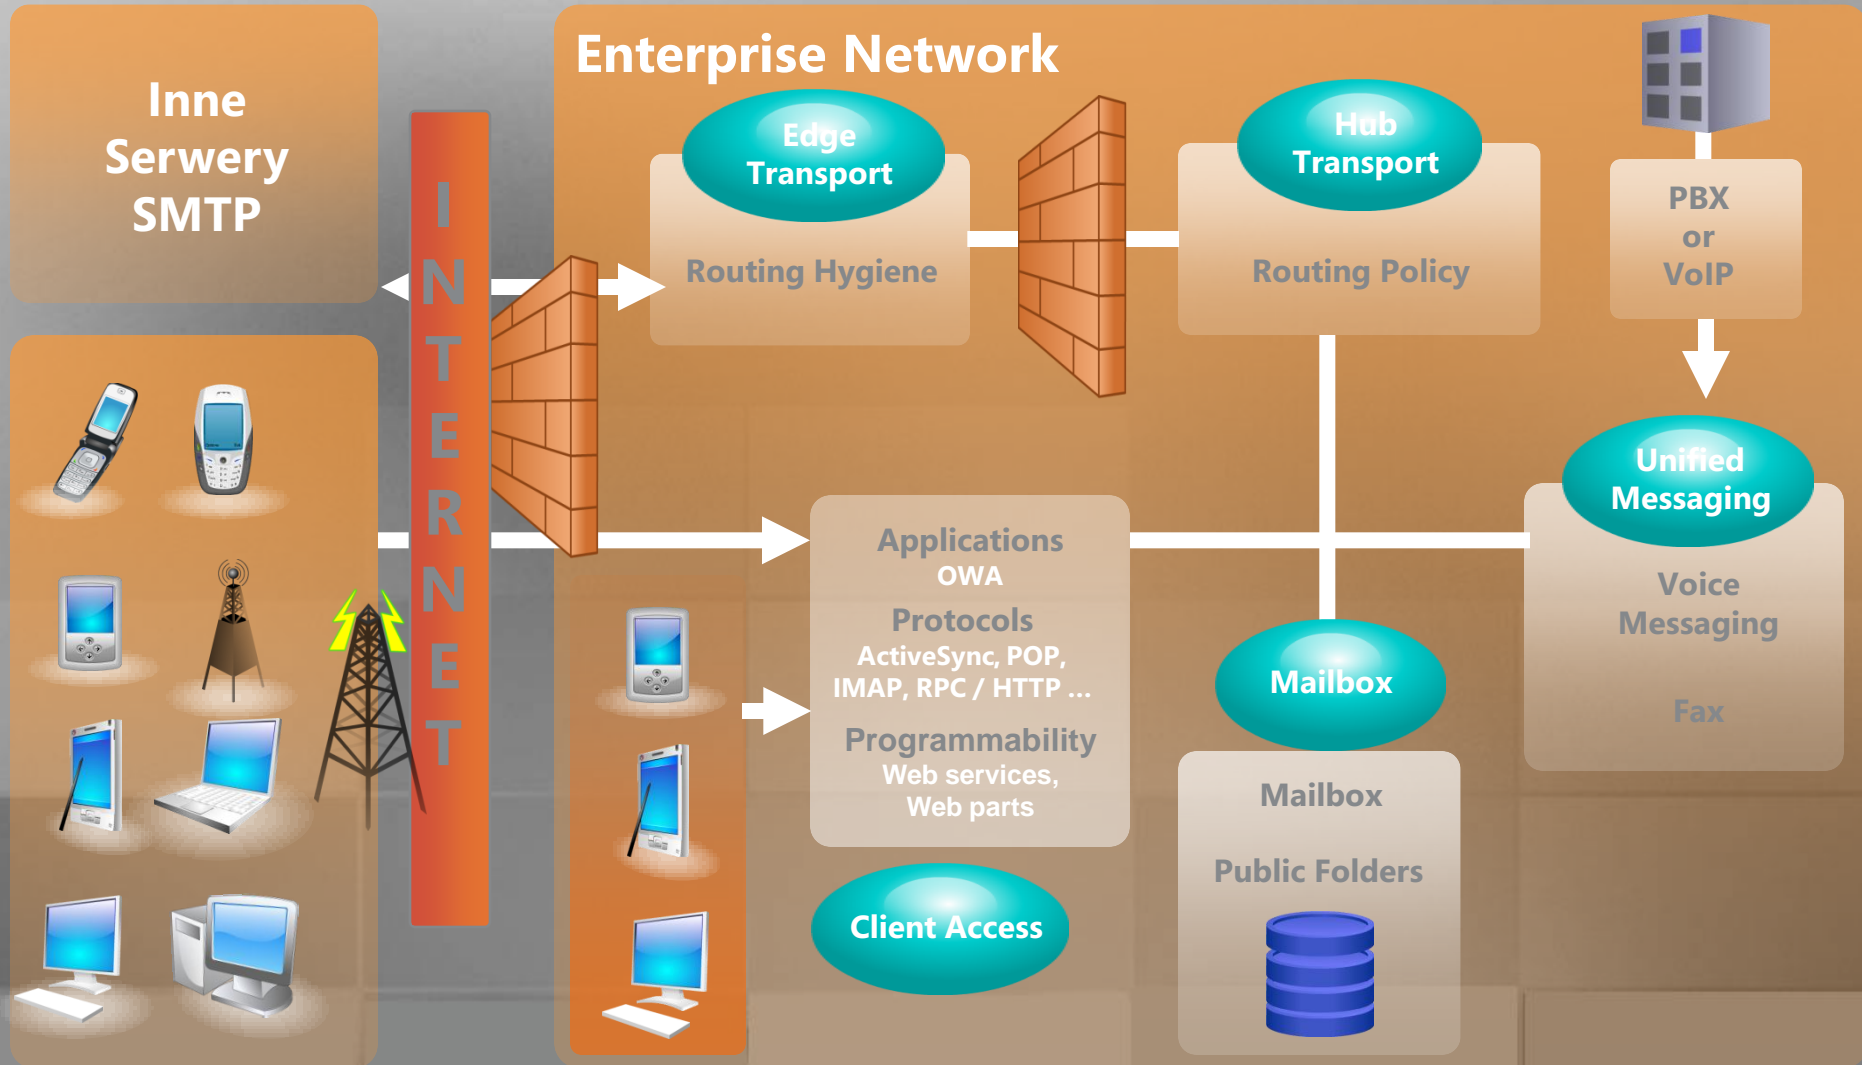 Enterprise Network
Inne
Serwery
SMTP
I
N
T
E
R
N
E
T
Edge
Transport
Routing Hygiene
Hub
Transport
Routing Policy
PBX
or
VoIP
Unified
Messaging
Voice
Messaging
Fax
Applications
OWA
Protocols
ActiveSync, POP,
IMAP, RPC / HTTP ...
Programmability
Web services,
Web parts
Client Access
Mailbox
Mailbox
Public Folders